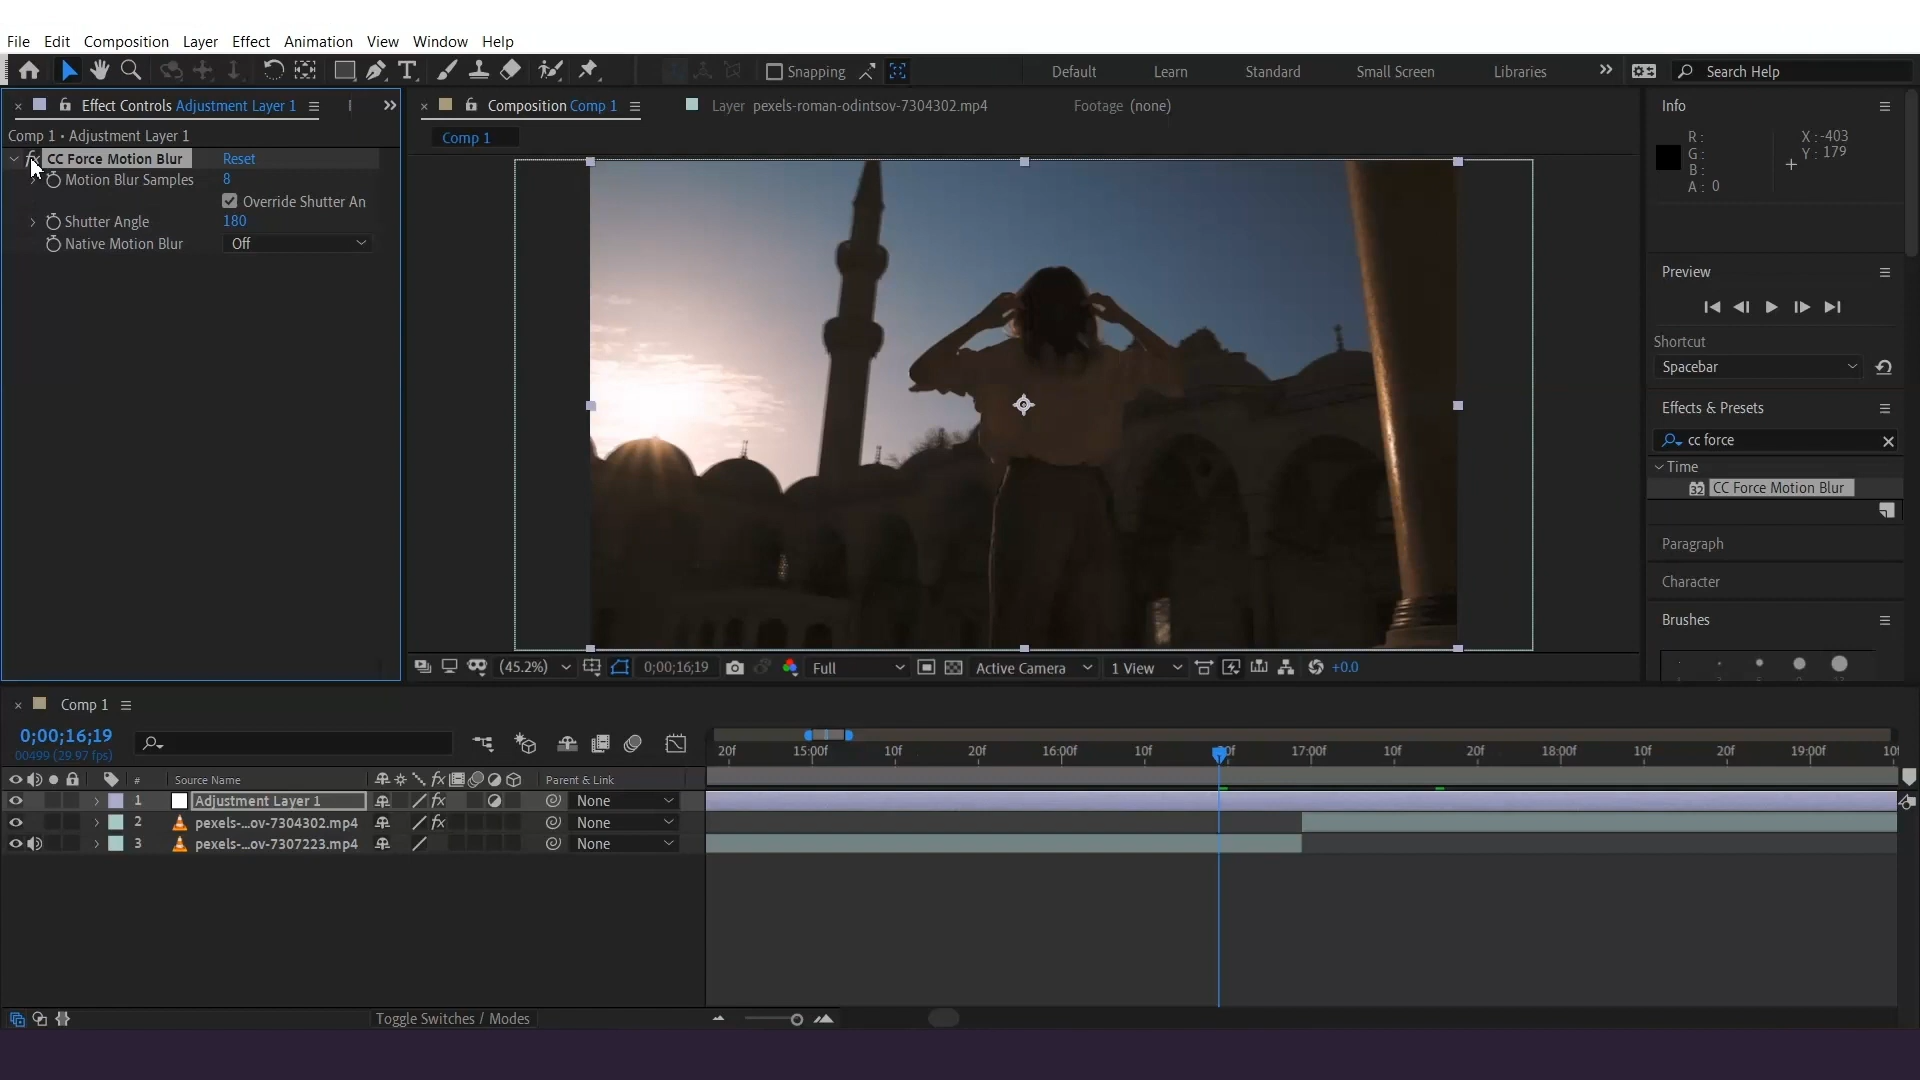 File Edit Composition Layer Effect Animation View Window Help
Snapping
Default Learn Standard Small Screen Libraries
Search Help
Effect Controls Adjustment Layer 1
Composition Comp 1
Layer pexels-roman-odintsov-7304302.mp4
Footage (none)
Info
Comp 1 • Adjustment Layer 1
Comp 1
R :
G :
B :
A : 0
X : -403
Y : 179
CC Force Motion Blur Reset
Motion Blur Samples 8
Override Shutter An
Shutter Angle 180
Native Motion Blur Off
Preview
Shortcut
Spacebar
Effects & Presets
cc force
Time
32 CC Force Motion Blur
Paragraph
Character
Brushes
(45.2%) 0;00;16;19 Full Active Camera 1 View +0.0
Comp 1
0;00;16;19
00499 (29.97 fps)
20f 15:00f 10f 20f 16:00f 10f 17:00f 10f 20f 18:00f 10f 20f 19:00f
# Source Name fx Parent & Link
1 Adjustment Layer 1 fx None
2 pexels-...ov-7304302.mp4 fx None
3 pexels-...ov-7307223.mp4 None
Toggle Switches / Modes